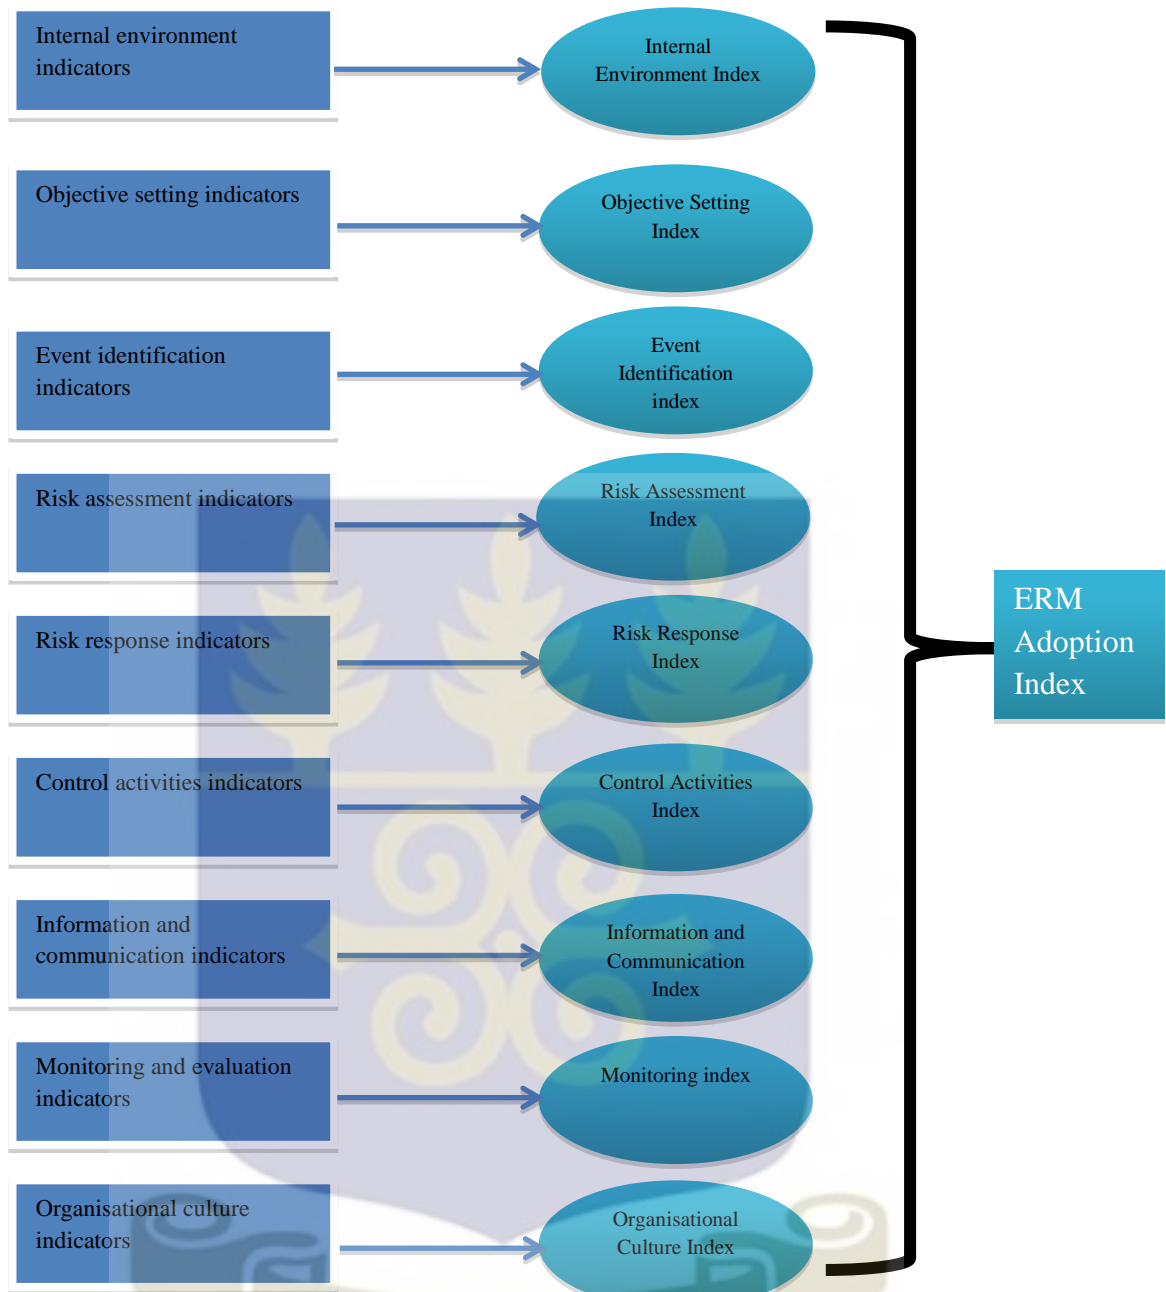 Internal environment
indicators
Internal
Environment Index
Objective setting indicators
Objective Setting
Index
Event identification
indicators
Event
Identification
index
Risk assessment indicators
Risk Assessment
Index
Risk response indicators
Risk Response
Index
Control activities indicators
Control Activities
Index
Information and
communication indicators
Information and
Communication
Index
Monitoring and evaluation
indicators
Monitoring index
Organisational culture
indicators
Organisational
Culture Index
ERM
Adoption
Index